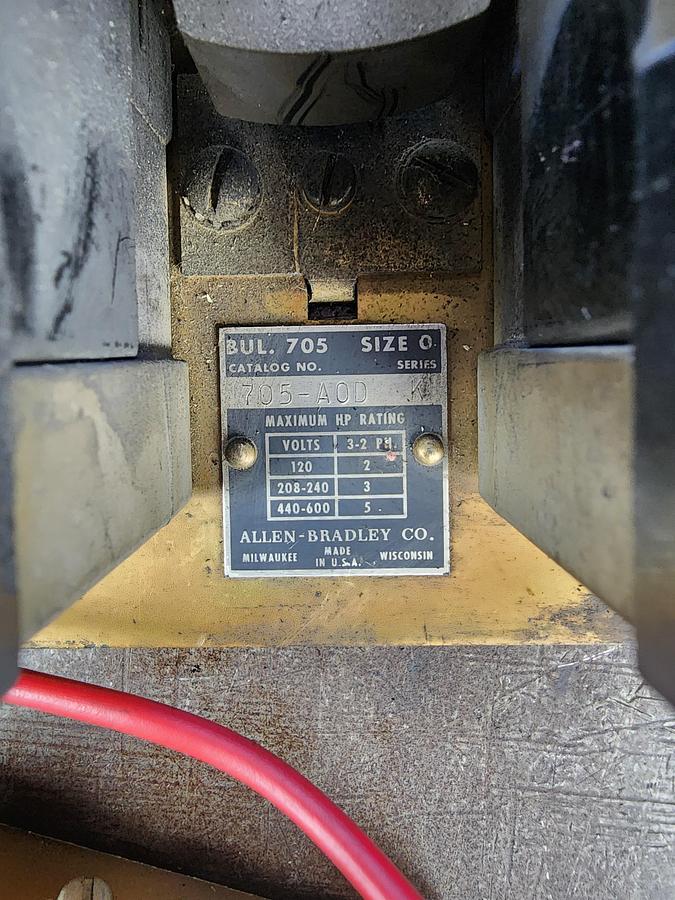 BUL. 705 SIZE 0
CATALOG NO. SERIES
705-AOD K
MAXIMUM HP RATING
VOLTS 3-2 PH.
120 2
208-240 3
440-600 5
ALLEN-BRADLEY CO.
MILWAUKEE MADE IN U.S.A. WISCONSIN